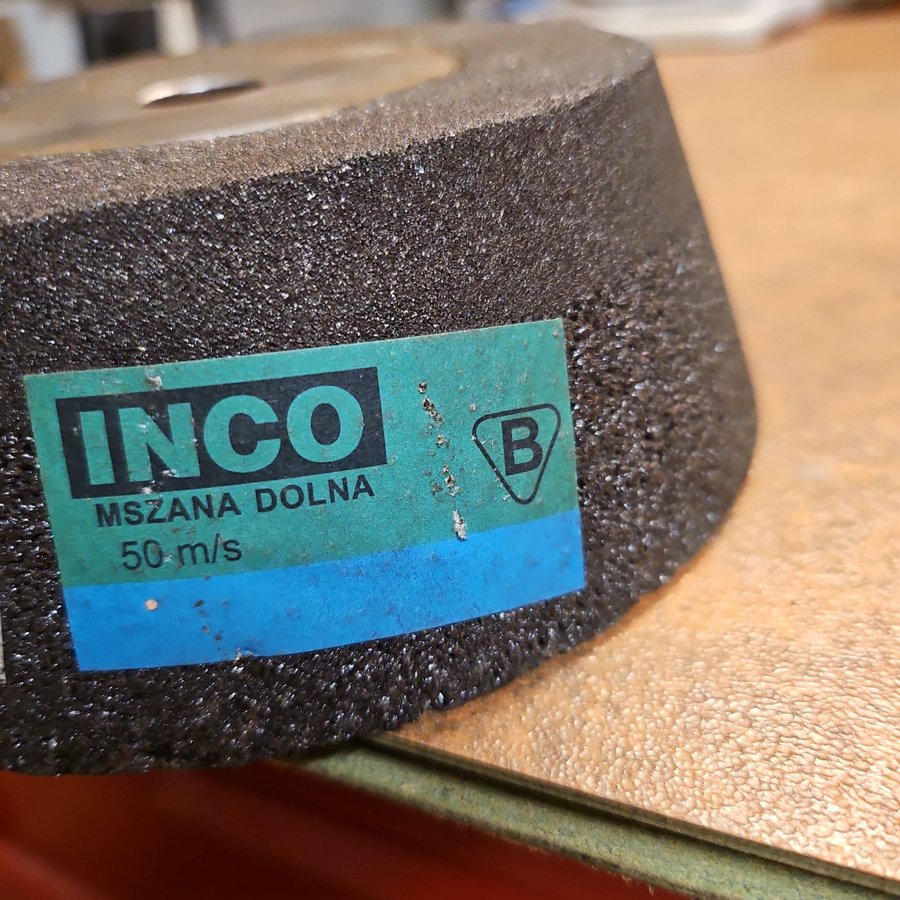 INCO
MSZANA DOLNA
50 m/s
B